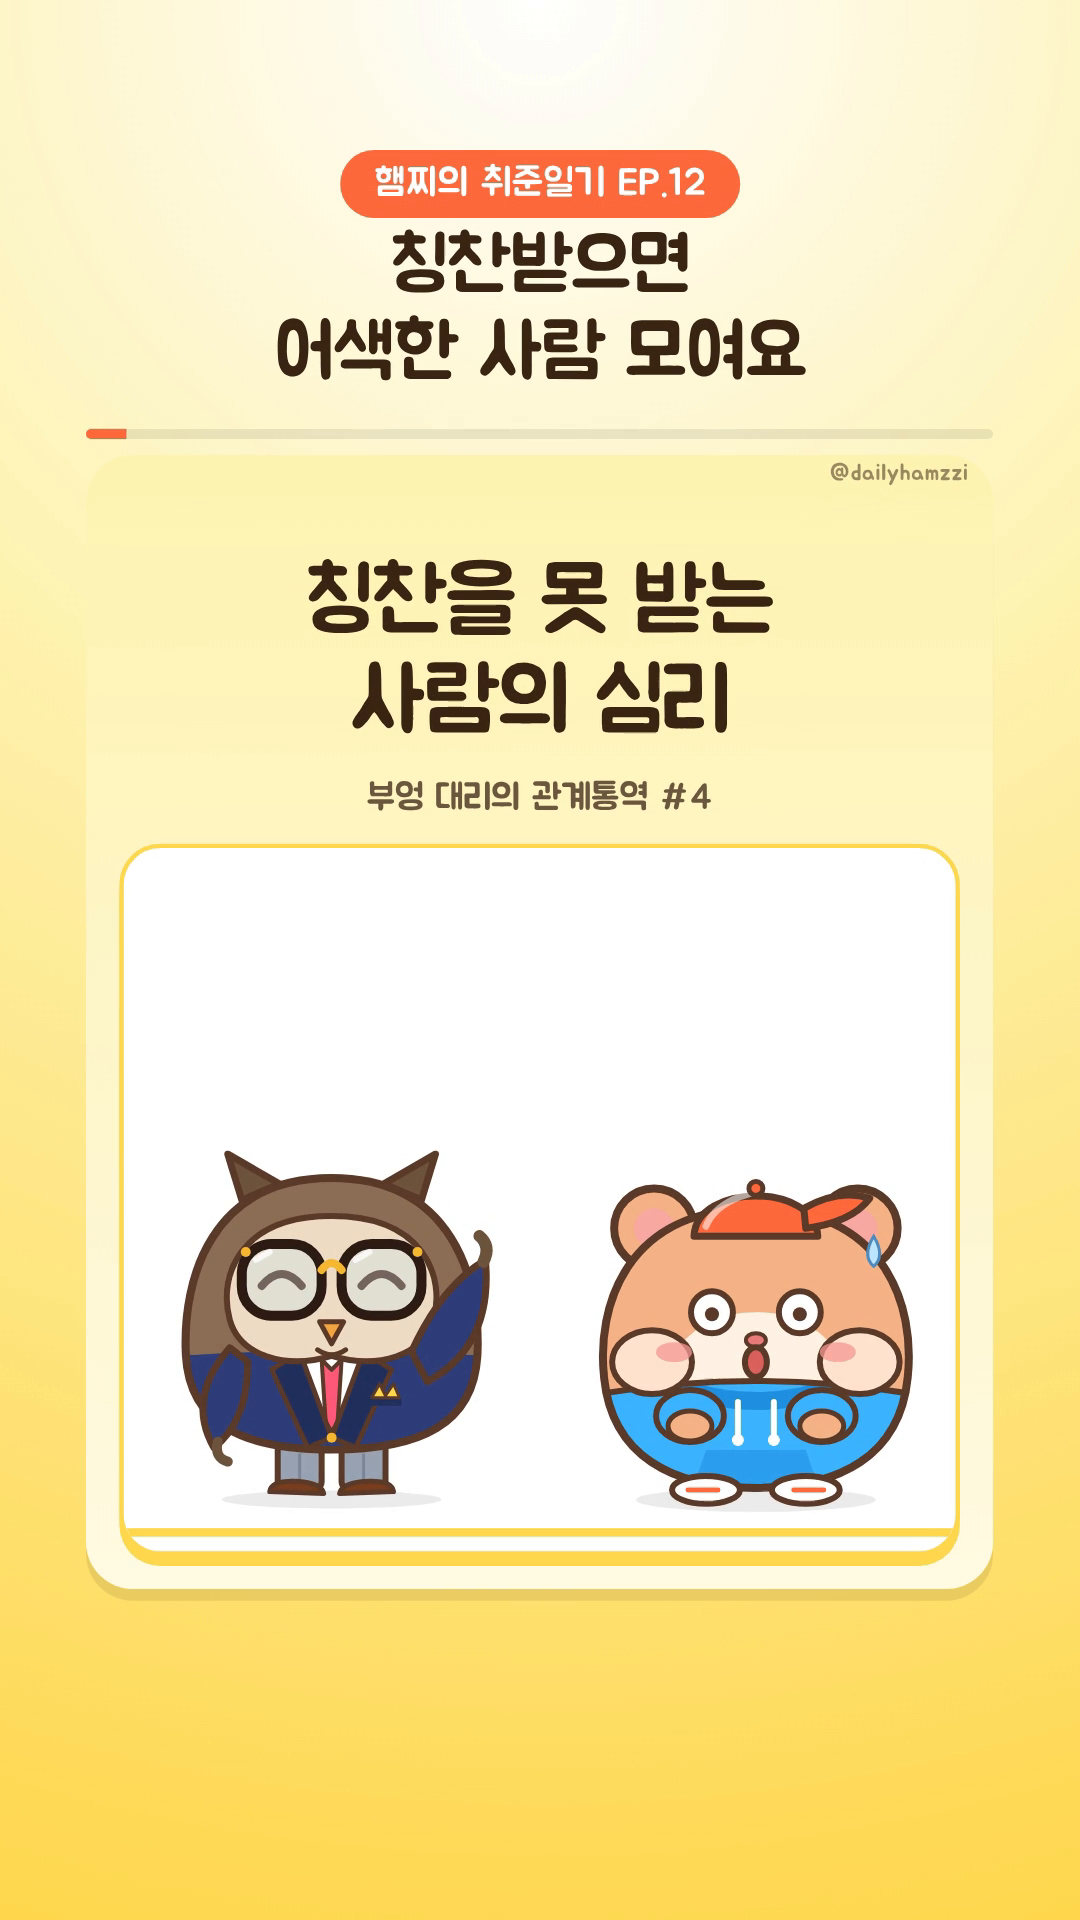 햄찌의 취준일기 EP.12
칭찬받으면
어색한 사람 모여요
@dailyhamzzi
칭찬을 못 받는
사람의 심리
부엉 대리의 관계통역 #4